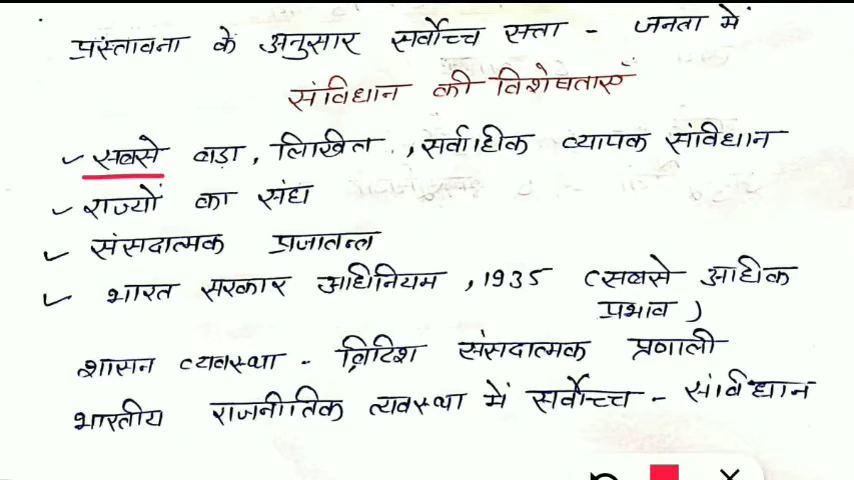 प्रस्तावना के अनुसार सर्वोच्च सत्ता - जनता में
संविधान की विशेषताएँ
सबसे बड़ा, लिखित, सर्वाधिक व्यापक संविधान
राज्यों का संघ
संसदात्मक प्रजातन्त्र
भारत सरकार अधिनियम, 1935 (सबसे अधिक
प्रभाव)
शासन व्यवस्था - ब्रिटिश संसदात्मक प्रणाली
भारतीय राजनीतिक व्यवस्था में सर्वोच्च - संविधान